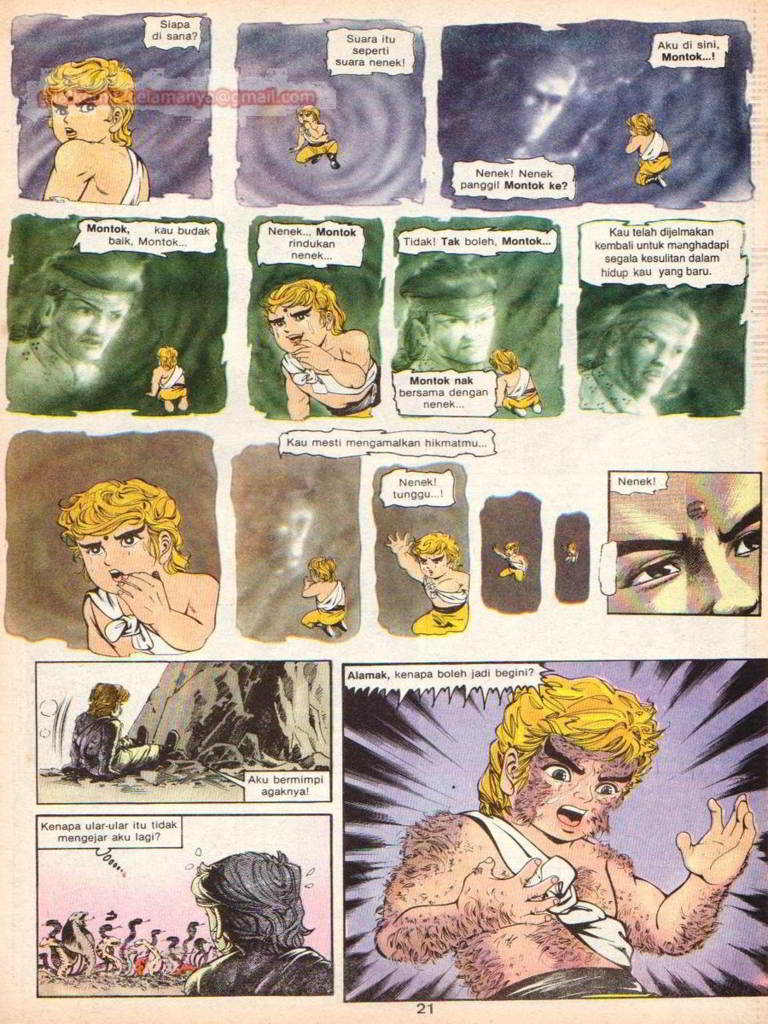 Siapa
di sana?
Suara itu
seperti
suara nenek!
Aku di sini,
Montok...!
Nenek! Nenek
panggil Montok ke?
Montok, kau budak
baik, Montok...
Nenek... Montok
rindukan
nenek...
Tidak! Tak boleh, Montok...
Montok nak
bersama dengan
nenek...
Kau telah dijelmakan
kembali untuk menghadapi
segala kesulitan dalam
hidup kau yang baru.
Kau mesti mengamalkan hikmatmu...
Nenek!
tunggu...!
Nenek!
Aku bermimpi
agaknya!
Alamak, kenapa boleh jadi begini?
Kenapa ular-ular itu tidak
mengejar aku lagi?
21